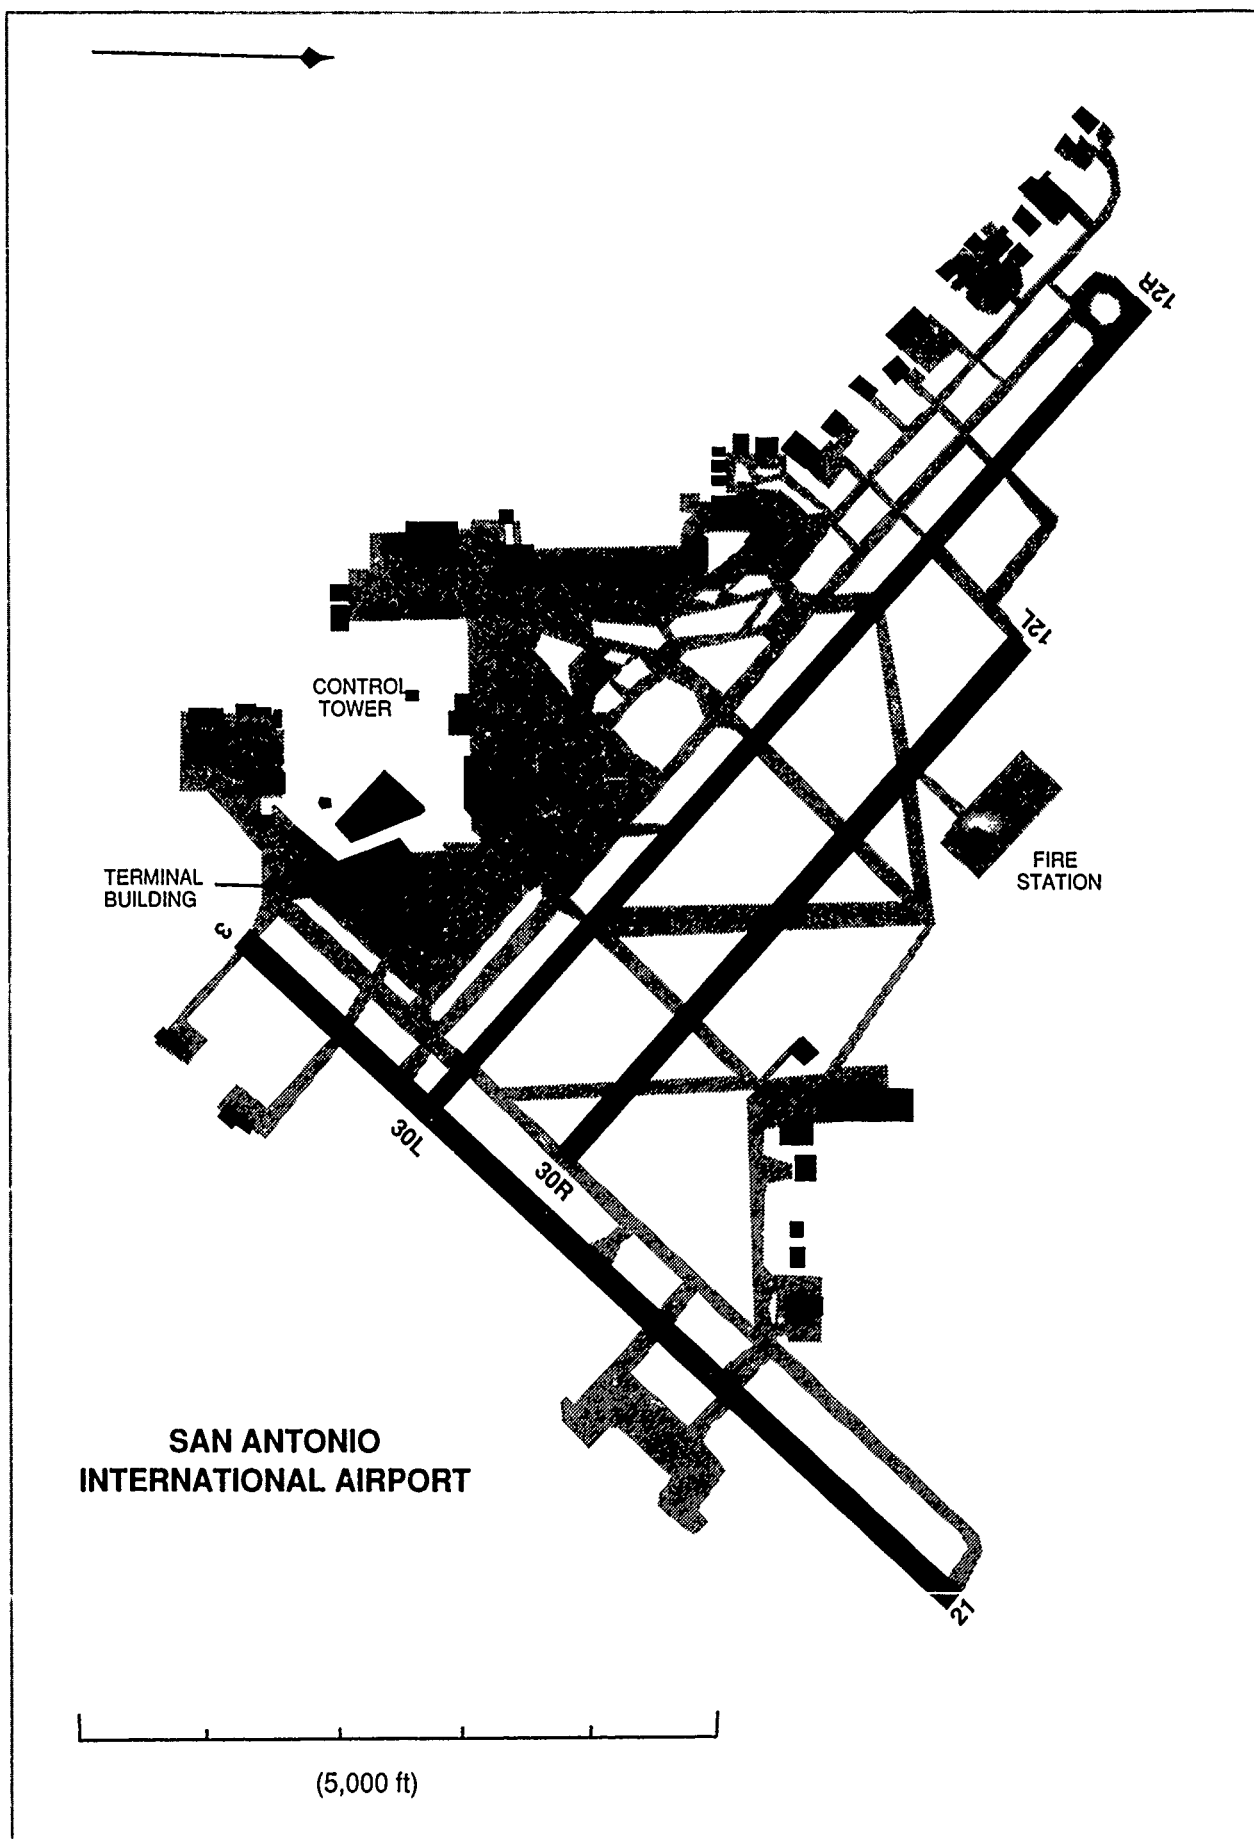 12R
12L
CONTROL
TOWER
FIRE
STATION
TERMINAL
BUILDING
3
30L
30R
SAN ANTONIO
INTERNATIONAL AIRPORT
21
(5,000 ft)